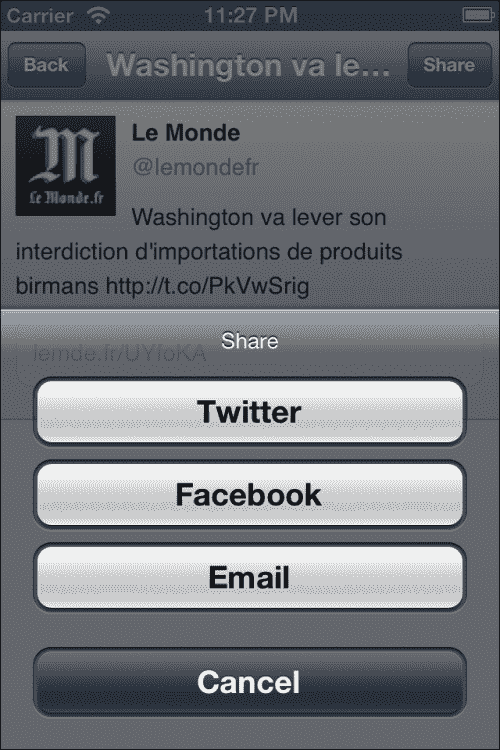 Carrier 11:27 PM
Back Washington va le... Share
Le Monde
@lemondefr
M
Le Monde.fr
Washington va lever son
interdiction d'importations de produits
birmans http://t.co/PkVwSrig
Share
lemde.fr/UYfoKA
Twitter
Facebook
Email
Cancel